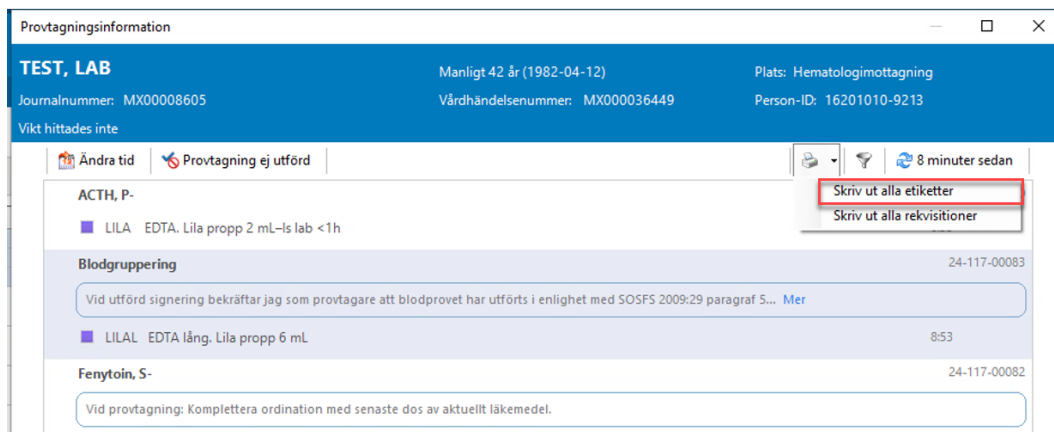 Provtagningsinformation
TEST, LAB
Manligt 42 år (1982-04-12)
Plats: Hematologimottagning
Journalnummer: MX00008605
Vårdhändelsenummer: MX000036449
Person-ID: 16201010-9213
Vikt hittades inte
Ändra tid
Provtagning ej utförd
8 minuter sedan
Skriv ut alla etiketter
Skriv ut alla rekvisitioner
ACTH, P-
LILA EDTA. Lila propp 2 mL–Is lab <1h
Blodgruppering
24-117-00083
Vid utförd signering bekräftar jag som provtagare att blodprovet har utförts i enlighet med SOSFS 2009:29 paragraf 5... Mer
LILAL EDTA lång. Lila propp 6 mL
8:53
Fenytoin, S-
24-117-00082
Vid provtagning: Komplettera ordination med senaste dos av aktuellt läkemedel.